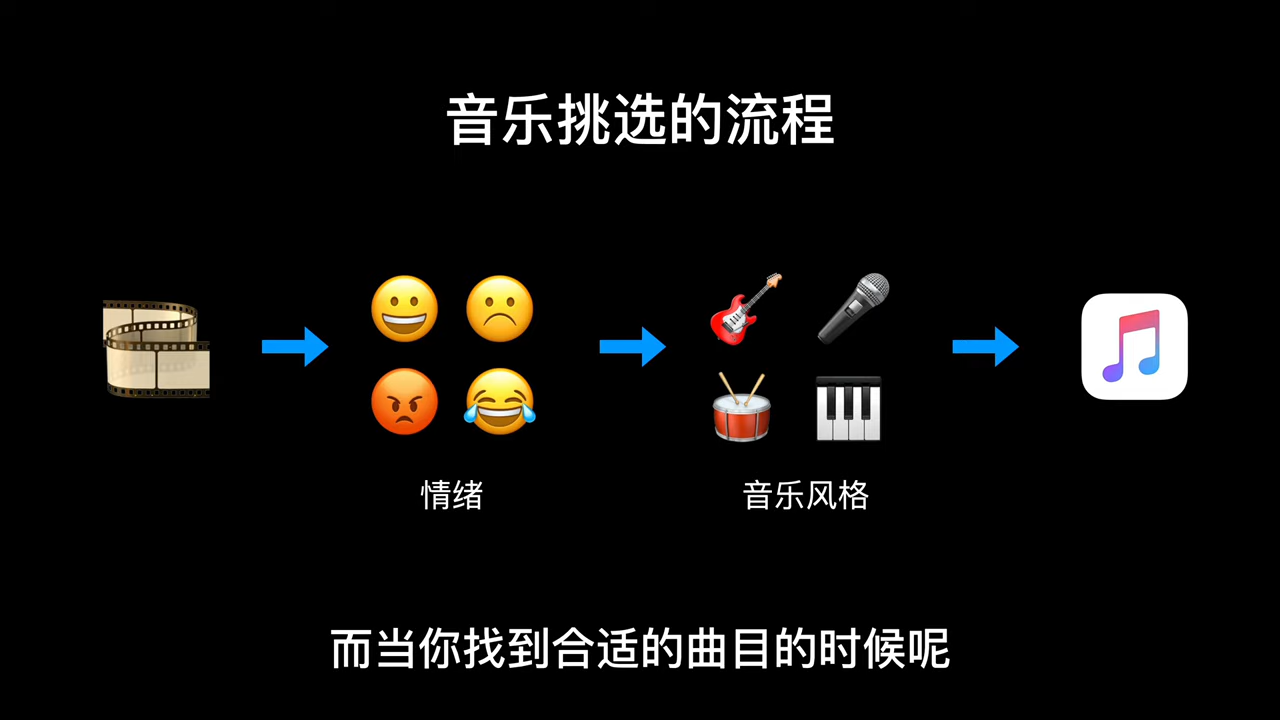 音乐挑选的流程
情绪
音乐风格
而当你找到合适的曲目的时候呢